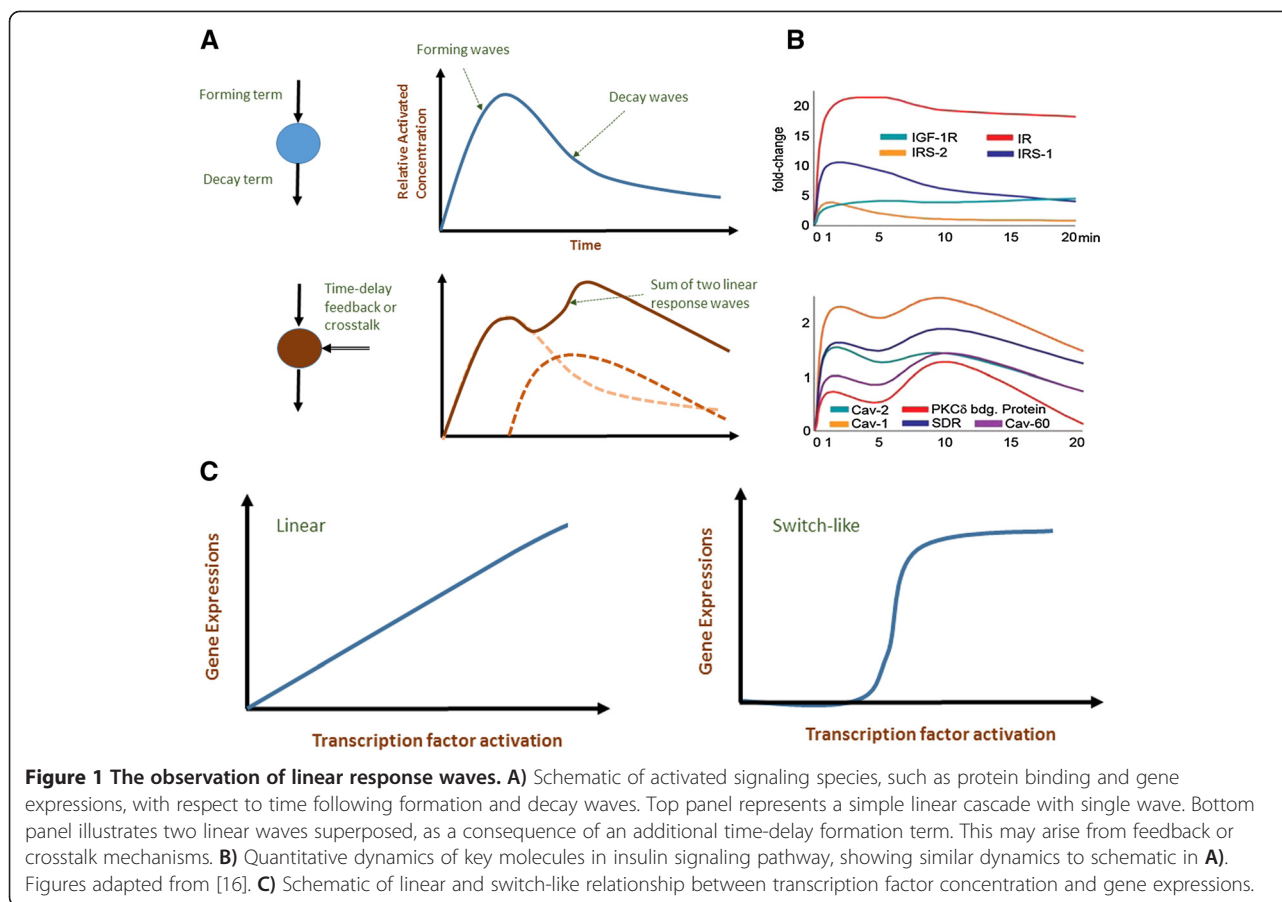 A
Forming term
Decay term
Forming waves
Decay waves
Relative Activated
Concentration
Time
B
20
15
10
5
0
fold-change
IGF-1R
IR
IRS-2
IRS-1
0 1 5 10 15 20 min
Time-delay
feedback or
crosstalk
Sum of two linear
response waves
2
1
0
Cav-2
PKCδ bdg. Protein
Cav-1
SDR
Cav-60
0 1 5 10 15 20
C
Linear
Gene Expressions
Transcription factor activation
Switch-like
Gene Expressions
Transcription factor activation
Figure 1 The observation of linear response waves. A) Schematic of activated signaling species, such as protein binding and gene
expressions, with respect to time following formation and decay waves. Top panel represents a simple linear cascade with single wave. Bottom
panel illustrates two linear waves superposed, as a consequence of an additional time-delay formation term. This may arise from feedback or
crosstalk mechanisms. B) Quantitative dynamics of key molecules in insulin signaling pathway, showing similar dynamics to schematic in A).
Figures adapted from [16]. C) Schematic of linear and switch-like relationship between transcription factor concentration and gene expressions.